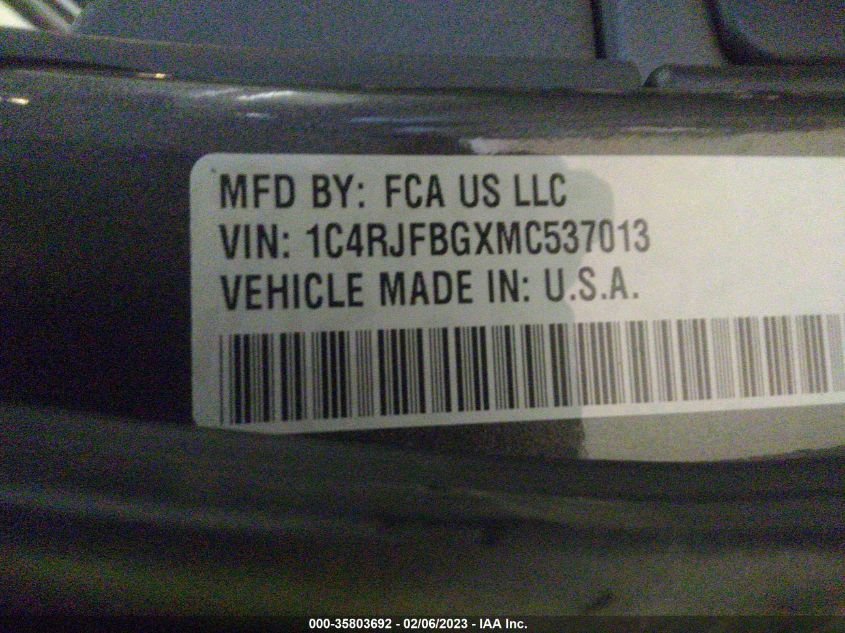 MFD BY: FCA US LLC
VIN: 1C4RJFBGXMC537013
VEHICLE MADE IN: U.S.A.
000-35803692 - 02/06/2023 - IAA Inc.